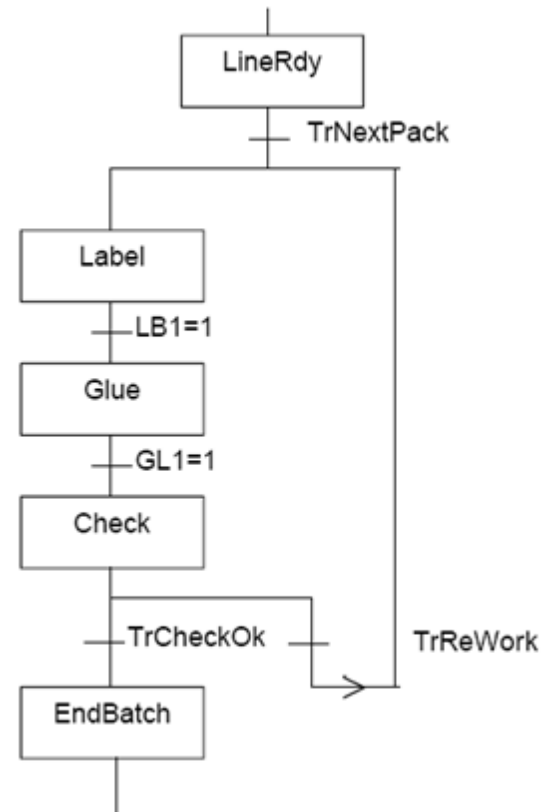 LineRdy
TrNextPack
Label
LB1=1
Glue
GL1=1
Check
TrCheckOk
TrReWork
EndBatch